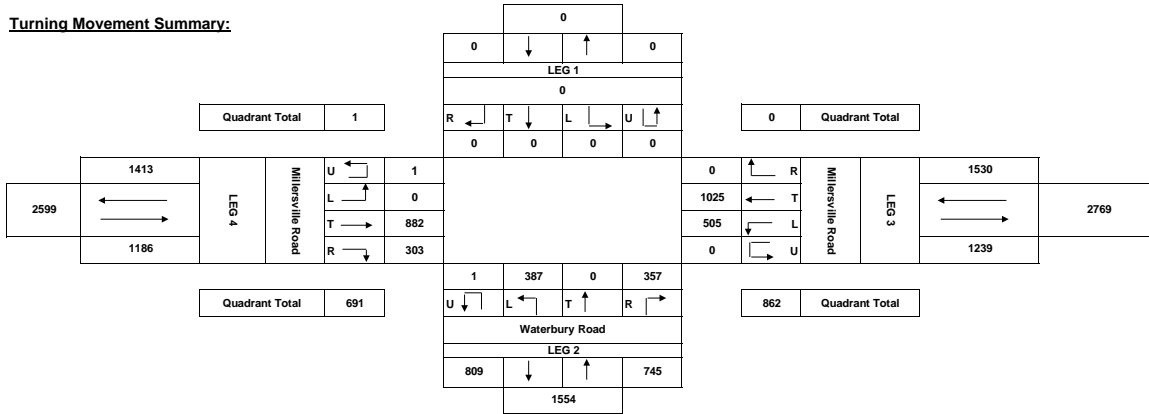 Turning Movement Summary:
0
0 0
LEG 1
0
Quadrant Total 1
R T L U
0 Quadrant Total
0 0 0 0
1413
LEG 4
Millersville Road
U 1
L 0
T 882
R 303
2599
1186
0 R
1025 T
505 L
0 U
Millersville Road
LEG 3
1530
2769
1239
1 387 0 357
Quadrant Total 691
U L T R
862 Quadrant Total
Waterbury Road
LEG 2
809 745
1554